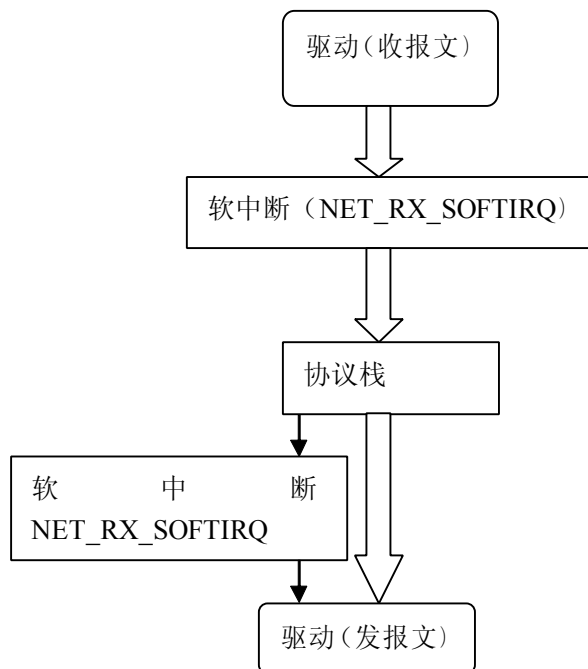 驱动（收报文）
软中断（NET_RX_SOFTIRQ）
协议栈
软 中 断
NET_RX_SOFTIRQ
驱动（发报文）